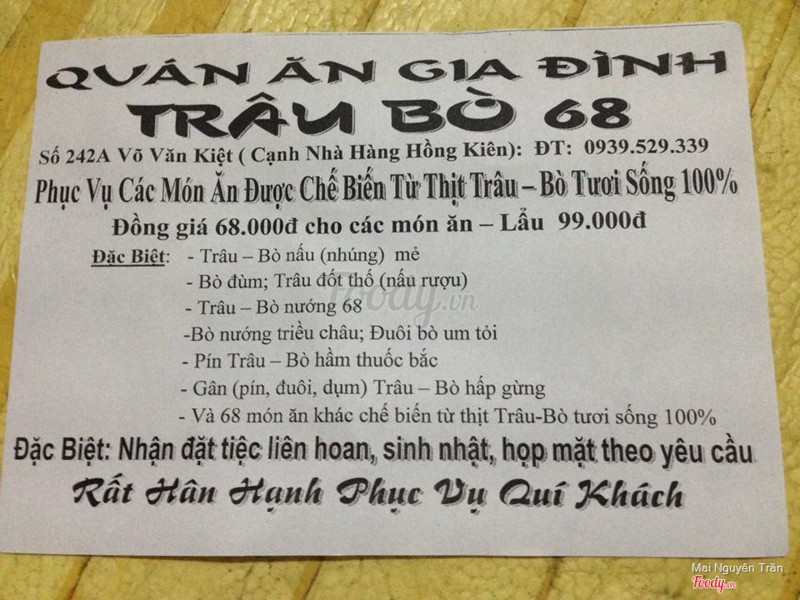 QUÁN ĂN GIA ĐÌNH
TRÂU BÒ 68
Số 242A Võ Văn Kiệt ( Cạnh Nhà Hàng Hồng Kiên): ĐT: 0939.529.339
Phục Vụ Các Món Ăn Được Chế Biến Từ Thịt Trâu – Bò Tươi Sống 100%
Đồng giá 68.000đ cho các món ăn – Lẩu 99.000đ
Đặc Biệt: - Trâu – Bò nấu (nhúng) mẻ
- Bò đùm; Trâu đốt thố (nấu rượu)
Foody.vn
- Trâu – Bò nướng 68
-Bò nướng triều châu; Đuôi bò um tỏi
- Pín Trâu – Bò hầm thuốc bắc
- Gân (pín, đuôi, dụm) Trâu – Bò hấp gừng
- Và 68 món ăn khác chế biến từ thịt Trâu-Bò tươi sống 100%
Đặc Biệt: Nhận đặt tiệc liên hoan, sinh nhật, họp mặt theo yêu cầu
Rất Hân Hạnh Phục Vụ Quí Khách
Mai Nguyên Trần
Foody.vn